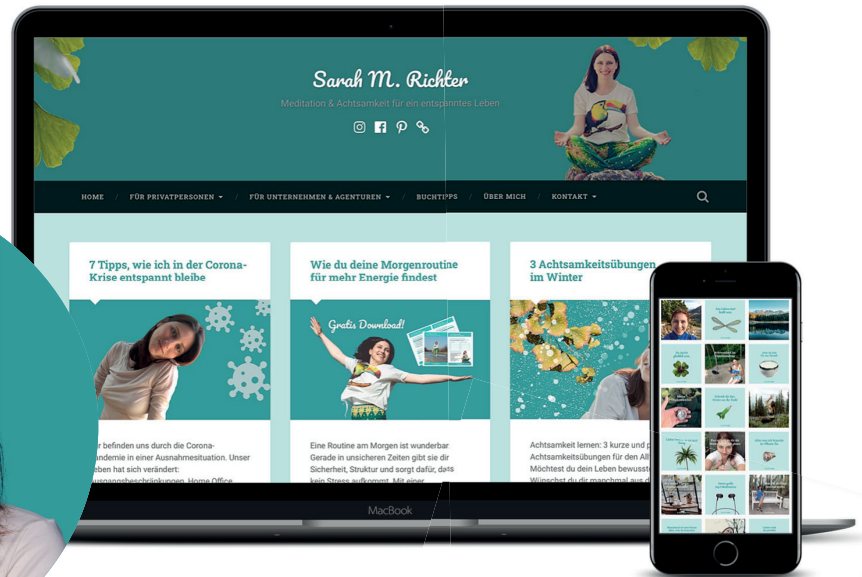 Sarah M. Richter
Meditation & Achtsamkeit für ein entspanntes Leben
HOME / FÜR PRIVATPERSONEN / FÜR UNTERNEHMEN & AGENTUREN / BUCHTIPPS / ÜBER MICH / KONTAKT
7 Tipps, wie ich in der Corona-
Krise entspannt bleibe
befinden uns durch die Corona-
in einer Ausnahmesituation. Unser
hat sich verändert:
Home Office
Wie du deine Morgenroutine
für mehr Energie findest
Gratis Download!
Eine Routine am Morgen ist wunderbar
Gerade in unsicheren Zeiten gibt sie dir
Sicherheit, Struktur und sorgt dafür, dass
kein Stress aufkommt. Mit einer
3 Achtsamkeitsübungen
im Winter
Achtsamkeit lernen: 3 kurze und
Achtsamkeitsübungen für den
Möchtest du dein Leben
Wünschst du dir manchmal aus
MacBook